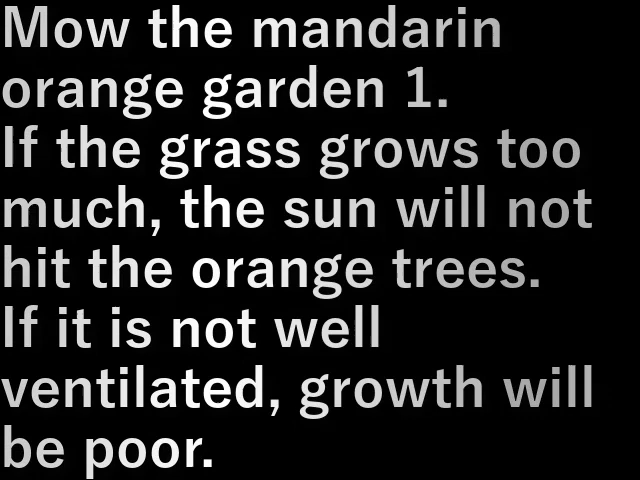 Mow the mandarin
orange garden 1.
If the grass grows too
much, the sun will not
hit the orange trees.
If it is not well
ventilated, growth will
be poor.